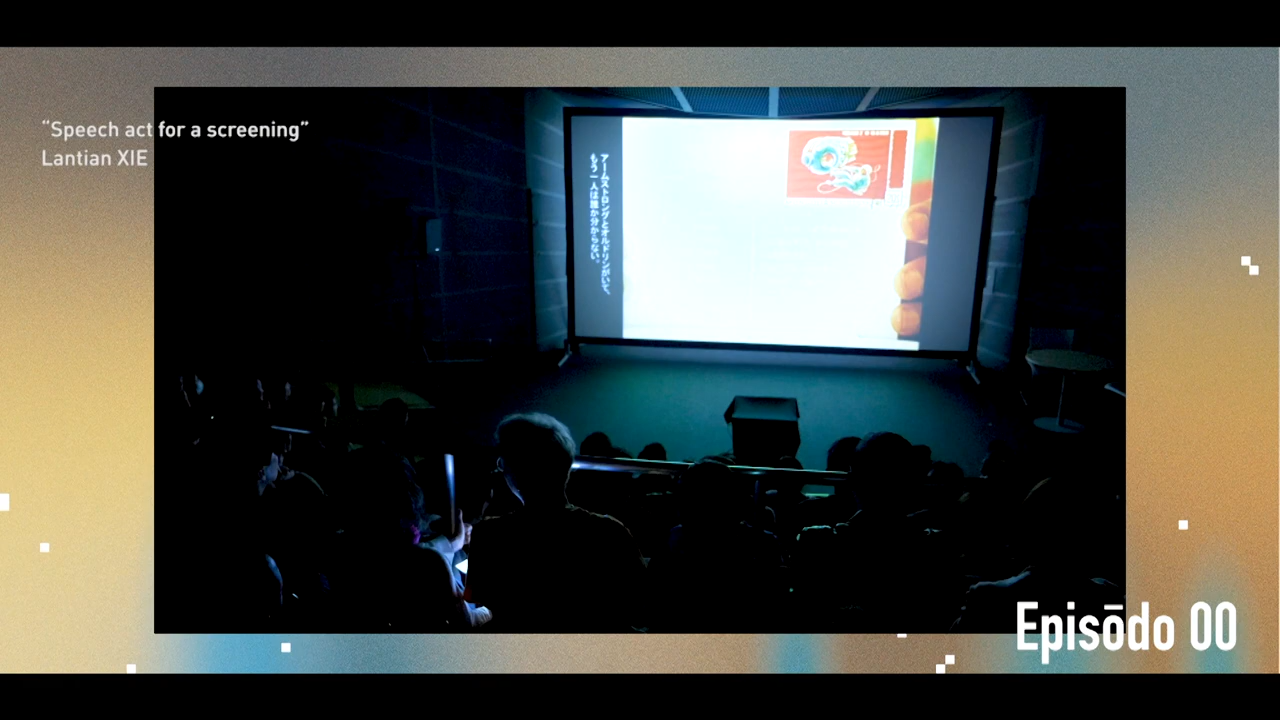 “Speech act for a screening”
Lantian XIE
アームストロングとオルドリンがいて、
もう一人は誰か分からない。
Episōdo 00